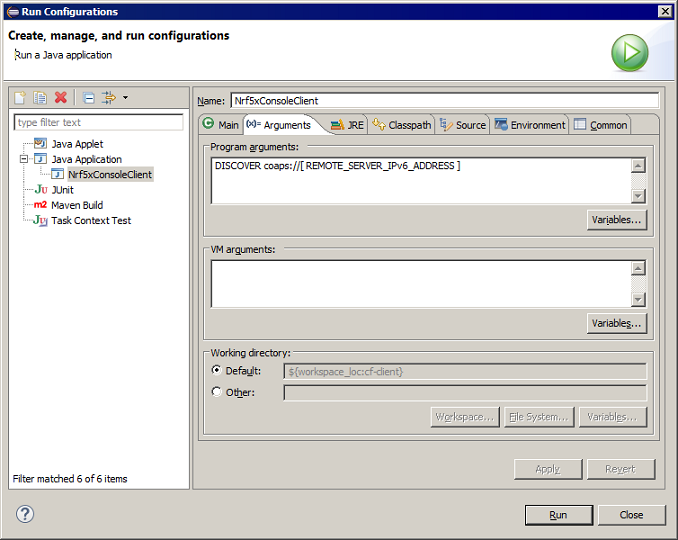 Run Configurations
Create, manage, and run configurations
Run a Java application
type filter text
Java Applet
Java Application
Nrf5xConsoleClient
JUnit
Maven Build
Task Context Test
Filter matched 6 of 6 items
Name: Nrf5xConsoleClient
Main (x)= Arguments JRE Classpath Source Environment Common
Program arguments:
DISCOVER coaps://[ REMOTE_SERVER_IPv6_ADDRESS ]
Variables...
VM arguments:
Variables...
Working directory:
Default: ${workspace_loc:cf-client}
Other:
Workspace... File System... Variables...
Apply Revert
Run Close